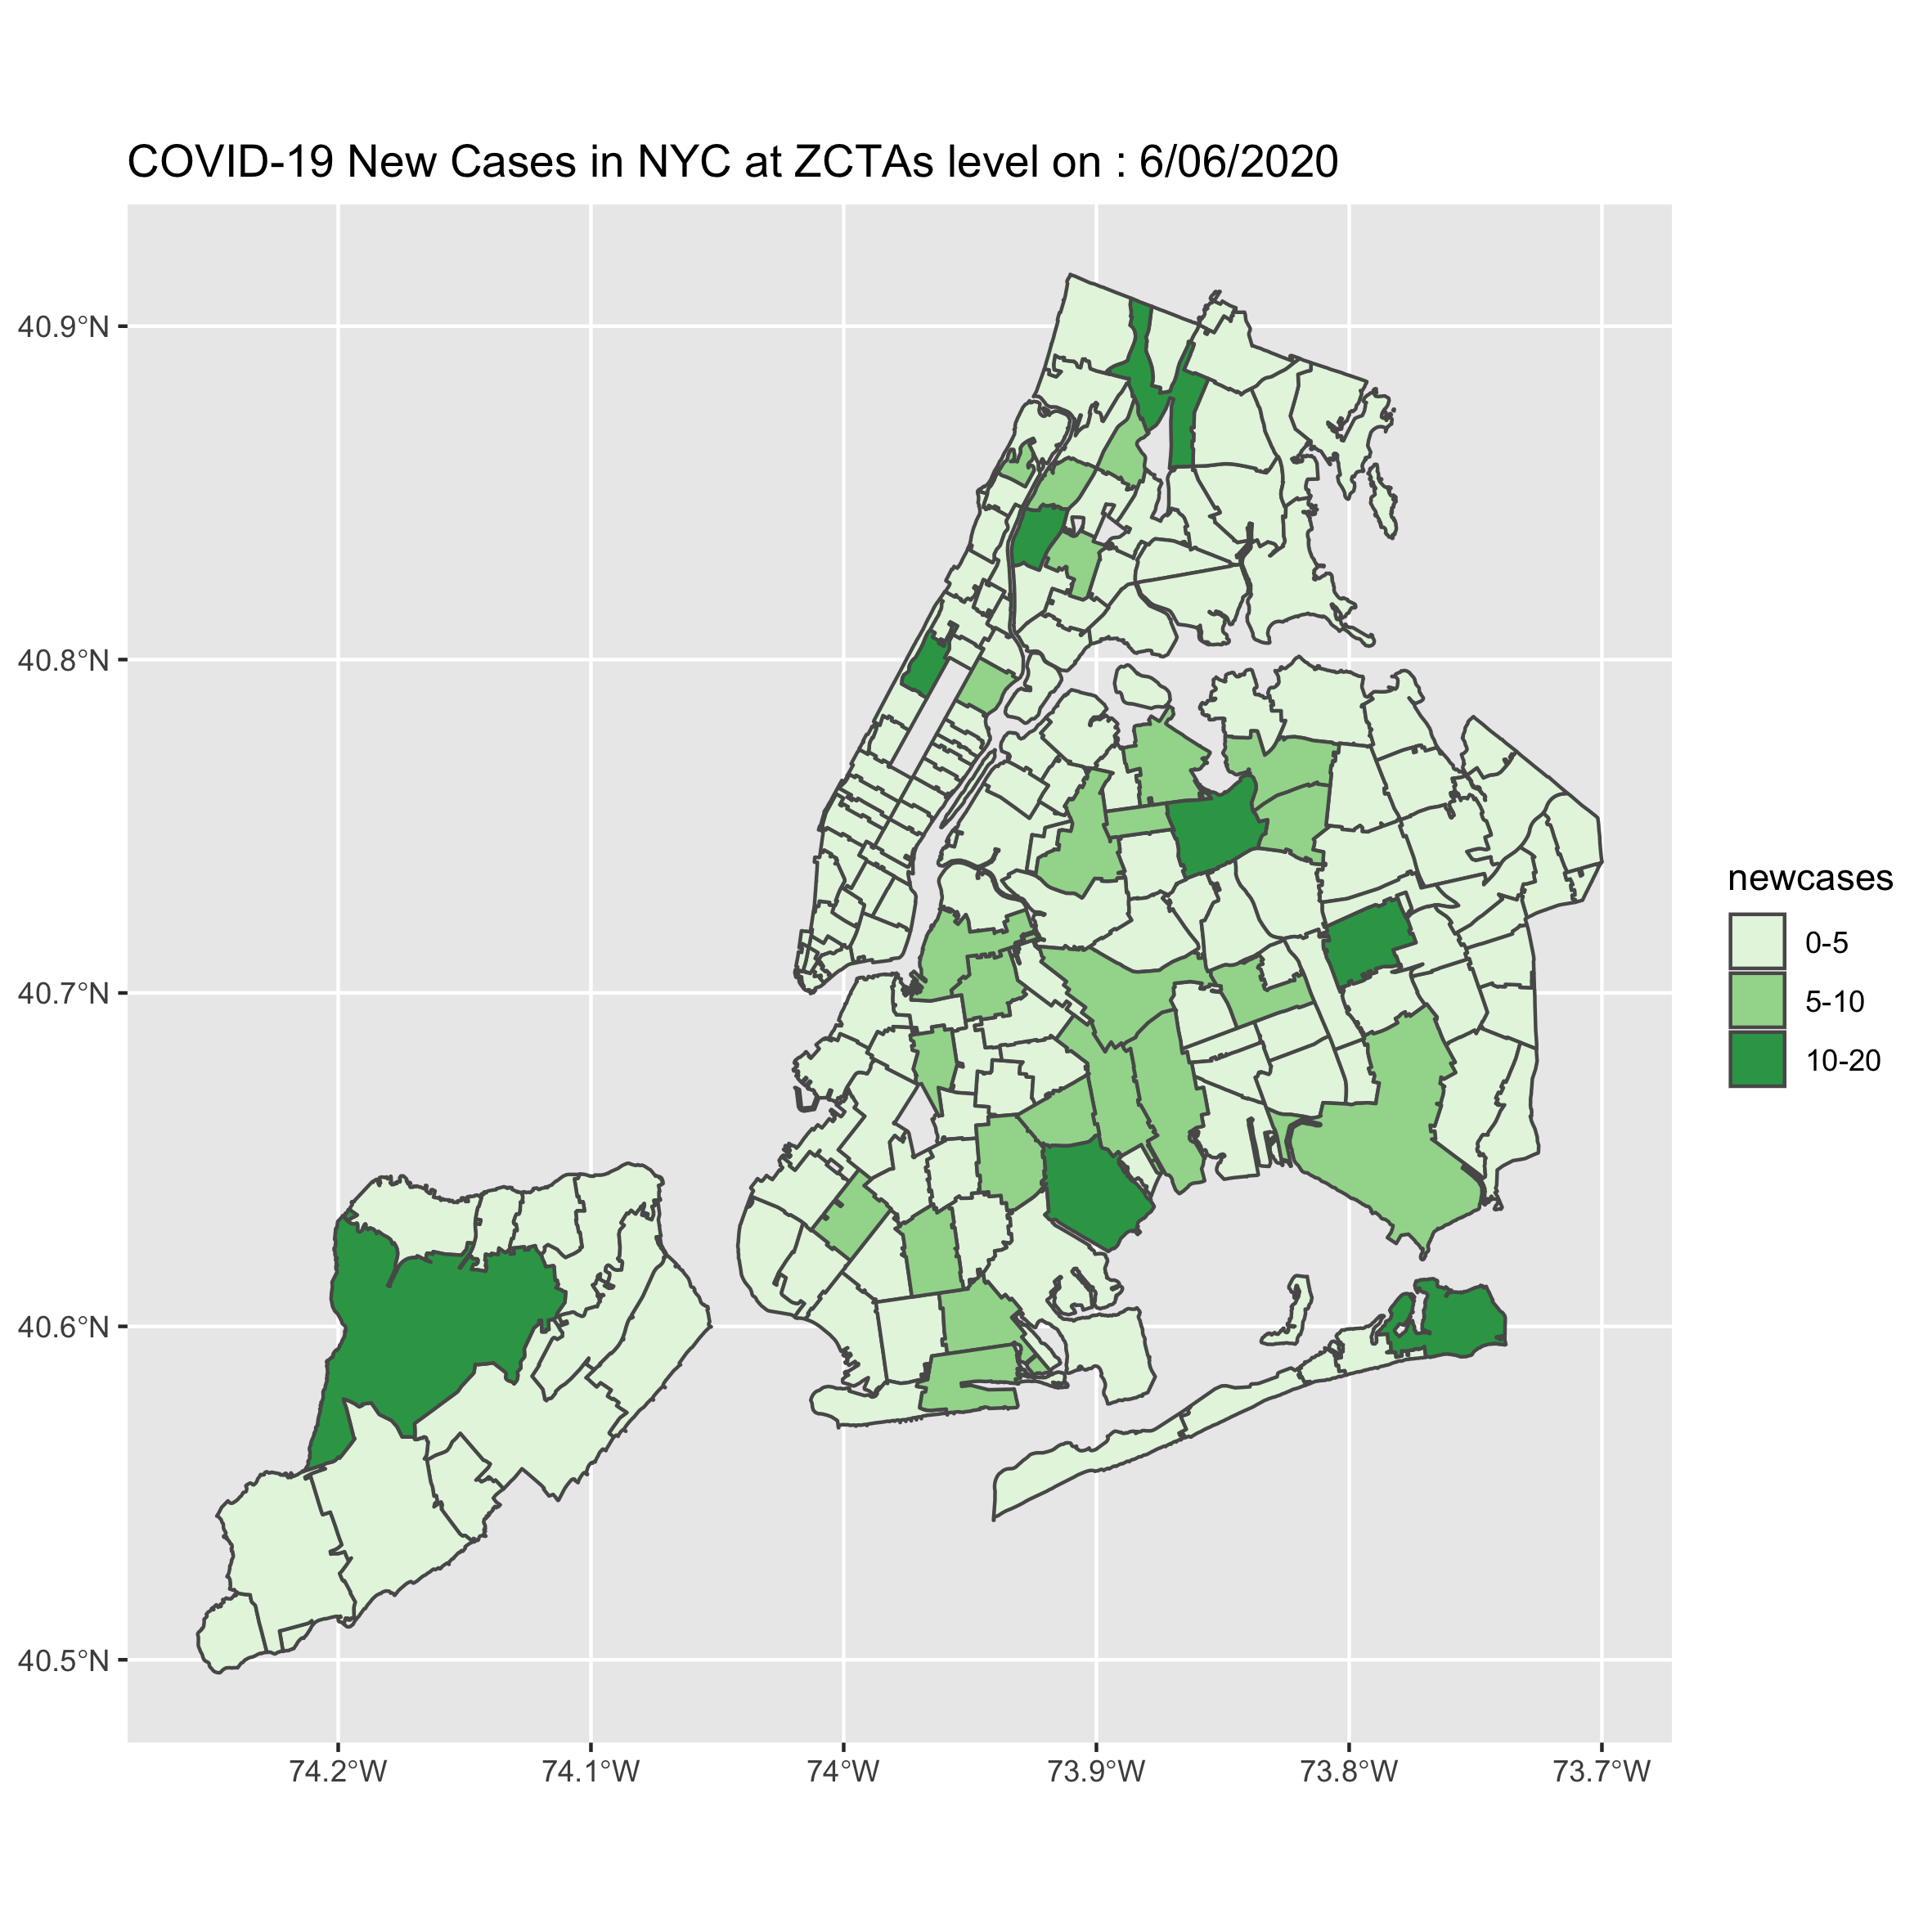 COVID-19 New Cases in NYC at ZCTAs level on : 6/06/2020
40.9°N
40.8°N
40.7°N
40.6°N
40.5°N
74.2°W
74.1°W
74°W
73.9°W
73.8°W
73.7°W
newcases
0-5
5-10
10-20